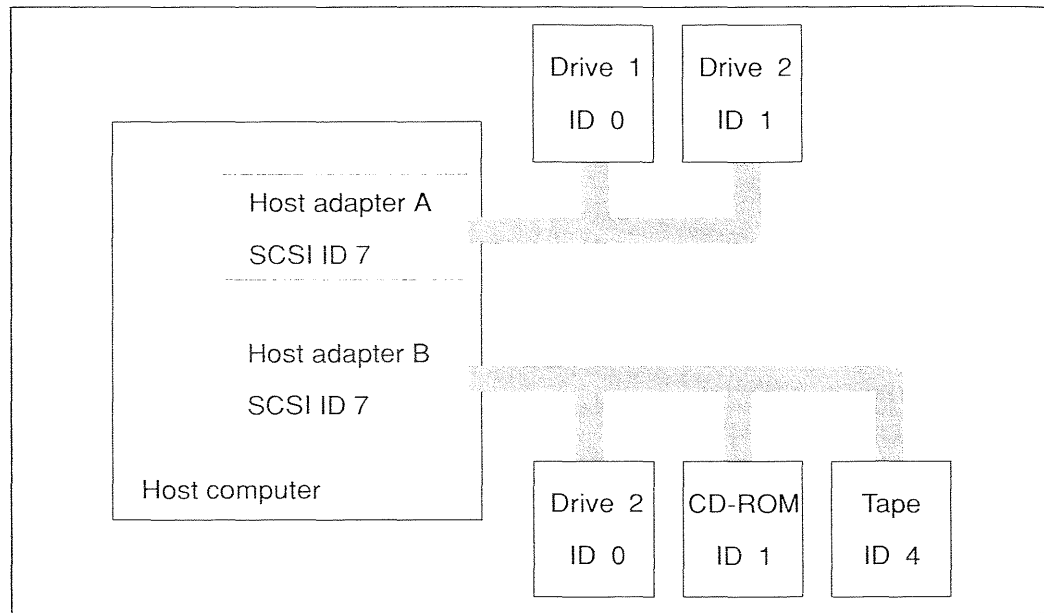 Drive 1
ID 0
Drive 2
ID 1
Host adapter A
SCSI ID 7
Host adapter B
SCSI ID 7
Host computer
Drive 2
ID 0
CD-ROM
ID 1
Tape
ID 4